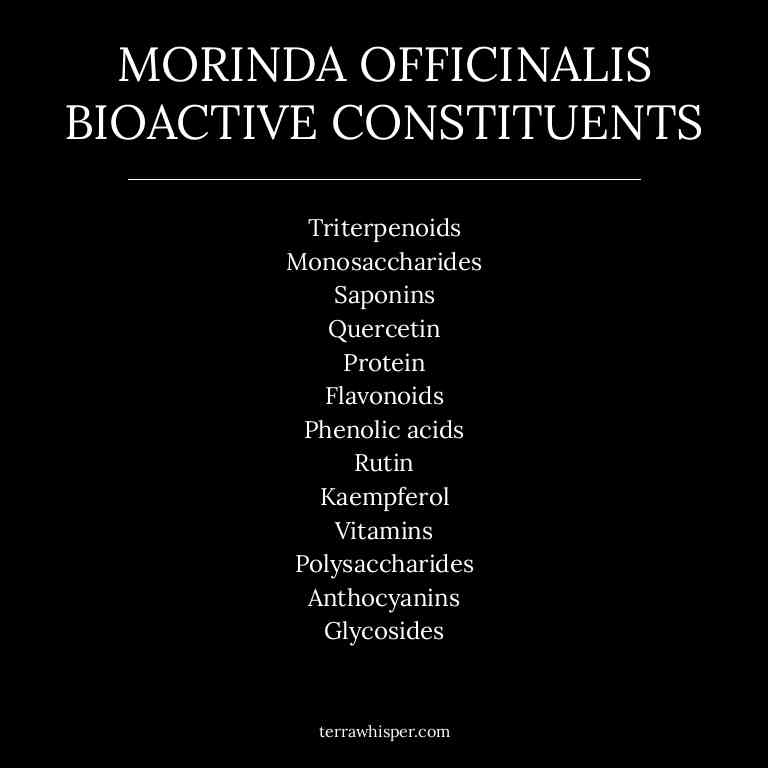 MORINDA OFFICINALIS
BIOACTIVE CONSTITUENTS
Triterpenoids
Monosaccharides
Saponins
Quercetin
Protein
Flavonoids
Phenolic acids
Rutin
Kaempferol
Vitamins
Polysaccharides
Anthocyanins
Glycosides
terrawhisper.com